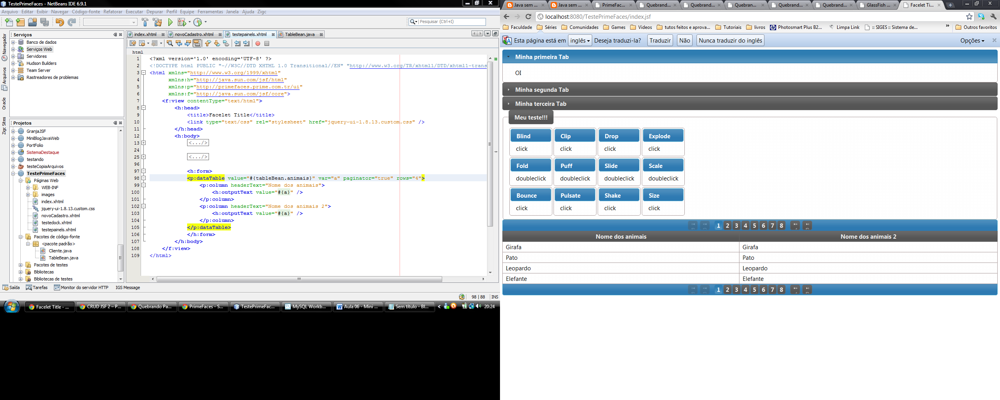 TestePrimeFaces - NetBeans IDE 6.9.1
Arquivo Editar Exibir Navegar Código-fonte Refatorar Executar Depurar Perfil Equipe Ferramentas Janela Ajuda Zigc
Pesquisar (Ctrl+I)
Navegador
Arquivos
Oracle
Zigc Sites
Serviços
Banco de dados
Serviços Web
Servidores
Hudson Builders
Team Server
Rastreadores de problemas
Projetos
GranjaJSF
MiniBlogJavaWeb
PortFolio
SistemaDestaque
testando
testeCopiaArquivos
TestePrimeFaces
Páginas Web
WEB-INF
images
index.xhtml
jquery-ui-1.8.13.custom.css
novoCadastro.xhtml
testedock.xhtml
testepainels.xhtml
Pacotes de código-fonte
<pacote padrão>
Cliente.java
TableBean.java
Pacotes de testes
Bibliotecas
Bibliotecas de testes
index.xhtml novoCadastro.xhtml testepainels.xhtml TableBean.java
html
1 <?xml version='1.0' encoding='UTF-8' ?>
2 <!DOCTYPE html PUBLIC "-//W3C//DTD XHTML 1.0 Transitional//EN" "http://www.w3.org/TR/xhtml1/DTD/xhtml1-trans
3 <html xmlns="http://www.w3.org/1999/xhtml"
4 xmlns:h="http://java.sun.com/jsf/html"
5 xmlns:p="http://primefaces.prime.com.tr/ui"
6 xmlns:f="http://java.sun.com/jsf/core">
7 <f:view contentType="text/html">
8 <h:head>
9 <title>Facelet Title</title>
10 <link type="text/css" rel="stylesheet" href="jquery-ui-1.8.13.custom.css" />
11 </h:head>
12 <h:body>
13 <.../>
24
25 <.../>
96
97 <h:form>
98 <p:dataTable value="#{tableBean.animais}" var="a" paginator="true" rows="4">
99 <p:column headerText="Nome dos animais">
100 <h:outputText value="#{a}" />
101 </p:column>
102 <p:column headerText="Nome dos animais 2">
103 <h:outputText value="#{a}" />
104 </p:column>
105 </p:dataTable>
106 </h:form>
107 </h:body>
108 </f:view>
109 </html>
Saída Tarefas Monitor do servidor HTTP IGS Message
98 | 88 INS
Facelet Title - ... CRUD JSF 2 – P... Quebrando Pa... PrimeFaces - S... TestePrimeFac... MySQL Workb... Aula 06 - Mini ... Sem título - Bl... 20:24
Java sem ... Java sem ... PrimeFac... Quebrand... Quebrand... Quebran... Quebrand... Quebrand... GlassFish ... Facelet Ti...
localhost:8080/TestePrimeFaces/index.jsf
Faculdade Séries Comunidades Games Videos tutos feitos e aprova... Tutoriais livros Photosmart Plus B2... Limpa Link :: SIGES :: Sistema de... Outros favoritos
Esta página está em inglês Deseja traduzi-la? Traduzir Não Nunca traduzir do inglês Opções
Minha primeira Tab
OI
Minha segunda Tab
Minha terceira Tab
Meu teste!!!
Blind Clip Drop Explode
click click click click
Fold Puff Slide Scale
doubleclick doubleclick doubleclick doubleclick
Bounce Pulsate Shake Size
click click click click
1 2 3 4 5 6 7 8
Nome dos animais Nome dos animais 2
Girafa Girafa
Pato Pato
Leopardo Leopardo
Elefante Elefante
1 2 3 4 5 6 7 8